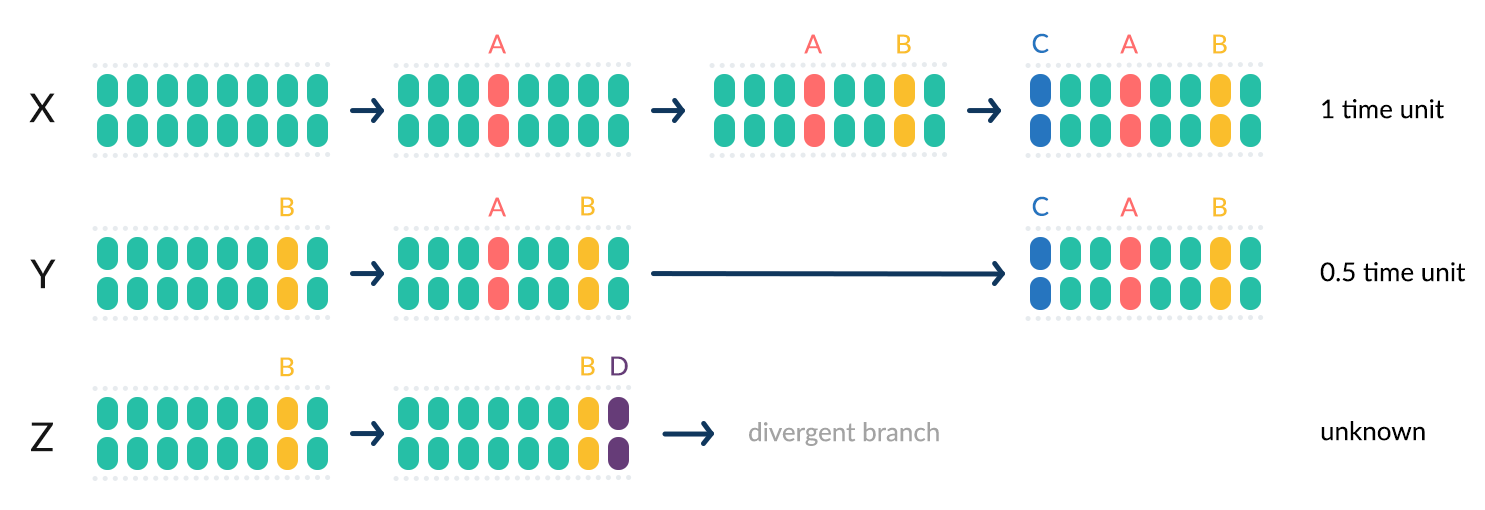 A
A B
C A B
X
1 time unit
B
A B
C A B
Y
0.5 time unit
B
B D
Z
divergent branch
unknown